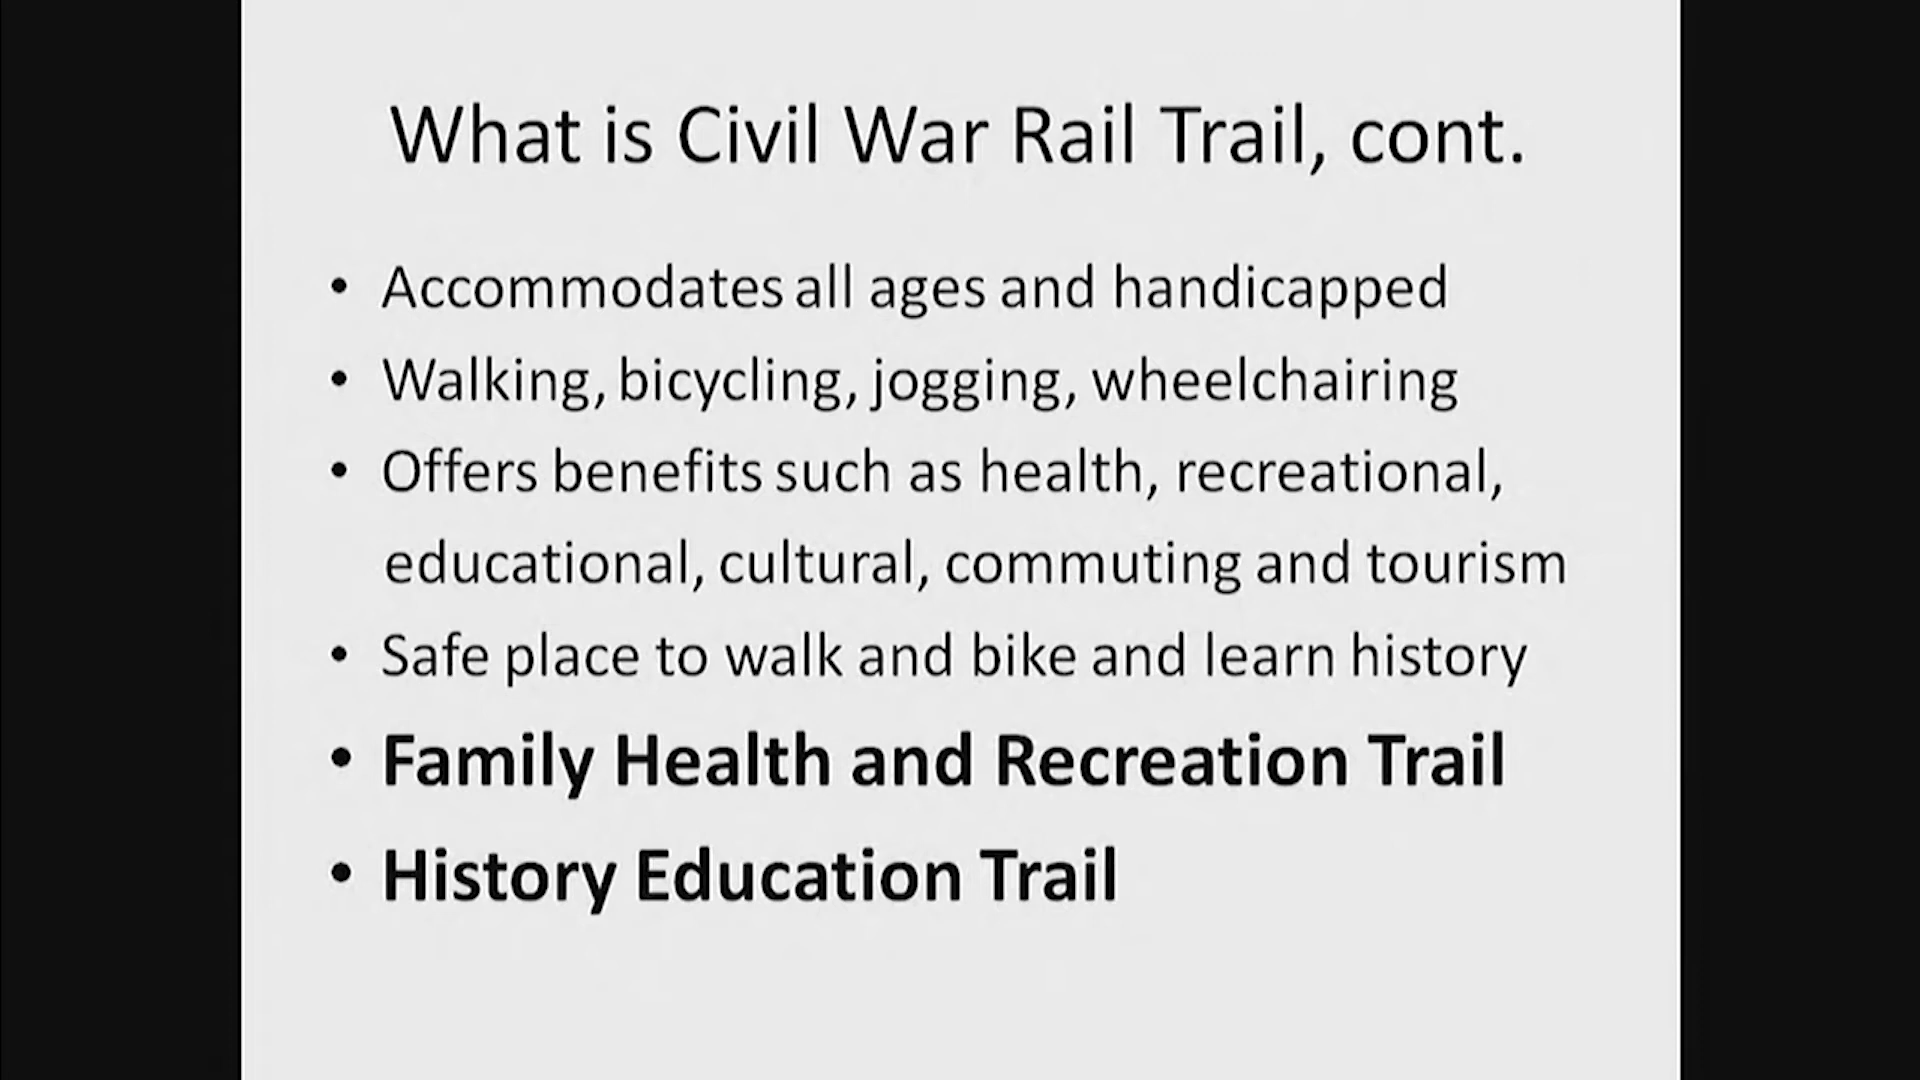 What is Civil War Rail Trail, cont.
• Accommodates all ages and handicapped
• Walking, bicycling, jogging, wheelchairing
• Offers benefits such as health, recreational,
educational, cultural, commuting and tourism
• Safe place to walk and bike and learn history
• Family Health and Recreation Trail
• History Education Trail